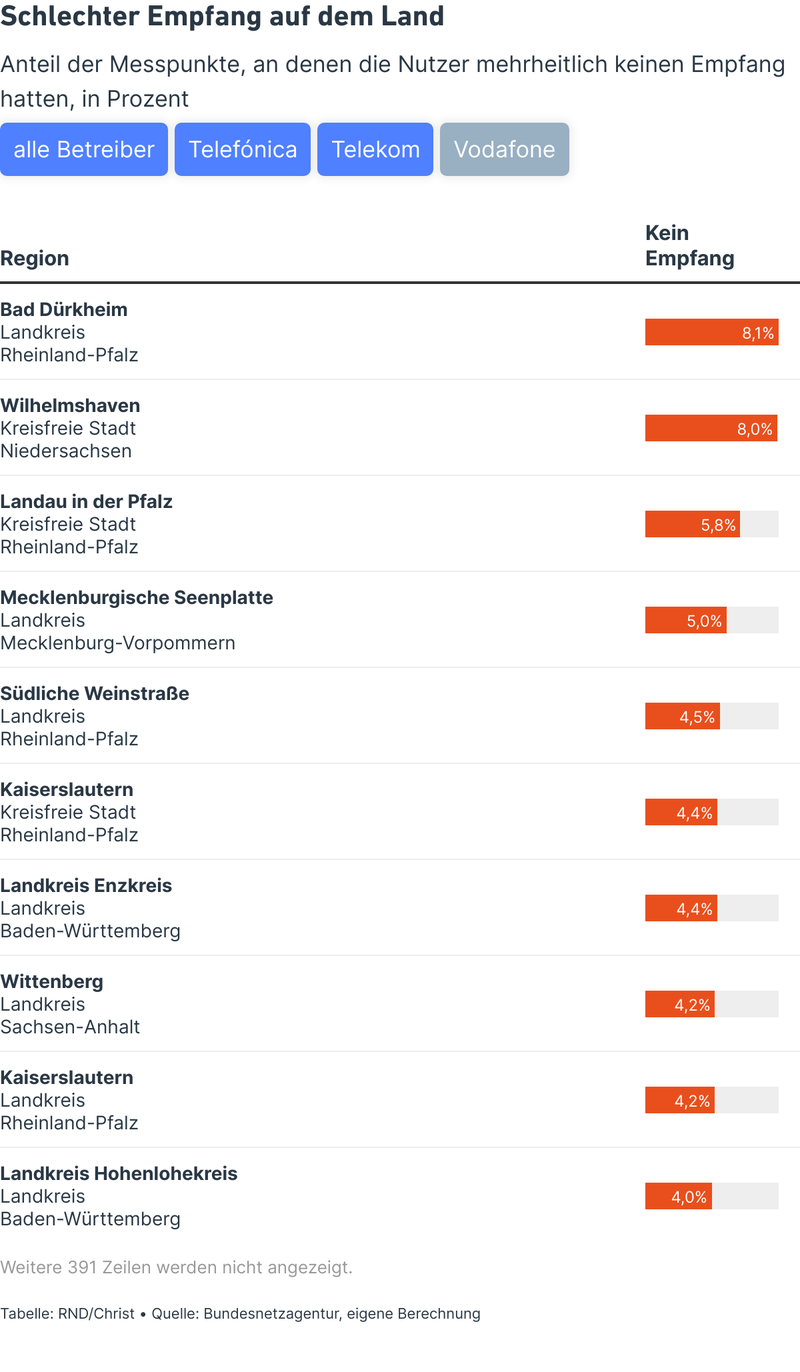 Schlechter Empfang auf dem Land
Anteil der Messpunkte, an denen die Nutzer mehrheitlich keinen Empfang
hatten, in Prozent
alle Betreiber
Telefónica
Telekom
Vodafone
Region
Kein
Empfang
Bad Dürkheim
Landkreis
Rheinland-Pfalz
8,1%
Wilhelmshaven
Kreisfreie Stadt
Niedersachsen
8,0%
Landau in der Pfalz
Kreisfreie Stadt
Rheinland-Pfalz
5,8%
Mecklenburgische Seenplatte
Landkreis
Mecklenburg-Vorpommern
5,0%
Südliche Weinstraße
Landkreis
Rheinland-Pfalz
4,5%
Kaiserslautern
Kreisfreie Stadt
Rheinland-Pfalz
4,4%
Landkreis Enzkreis
Landkreis
Baden-Württemberg
4,4%
Wittenberg
Landkreis
Sachsen-Anhalt
4,2%
Kaiserslautern
Landkreis
Rheinland-Pfalz
4,2%
Landkreis Hohenlohekreis
Landkreis
Baden-Württemberg
4,0%
Weitere 391 Zeilen werden nicht angezeigt.
Tabelle: RND/Christ • Quelle: Bundesnetzagentur, eigene Berechnung